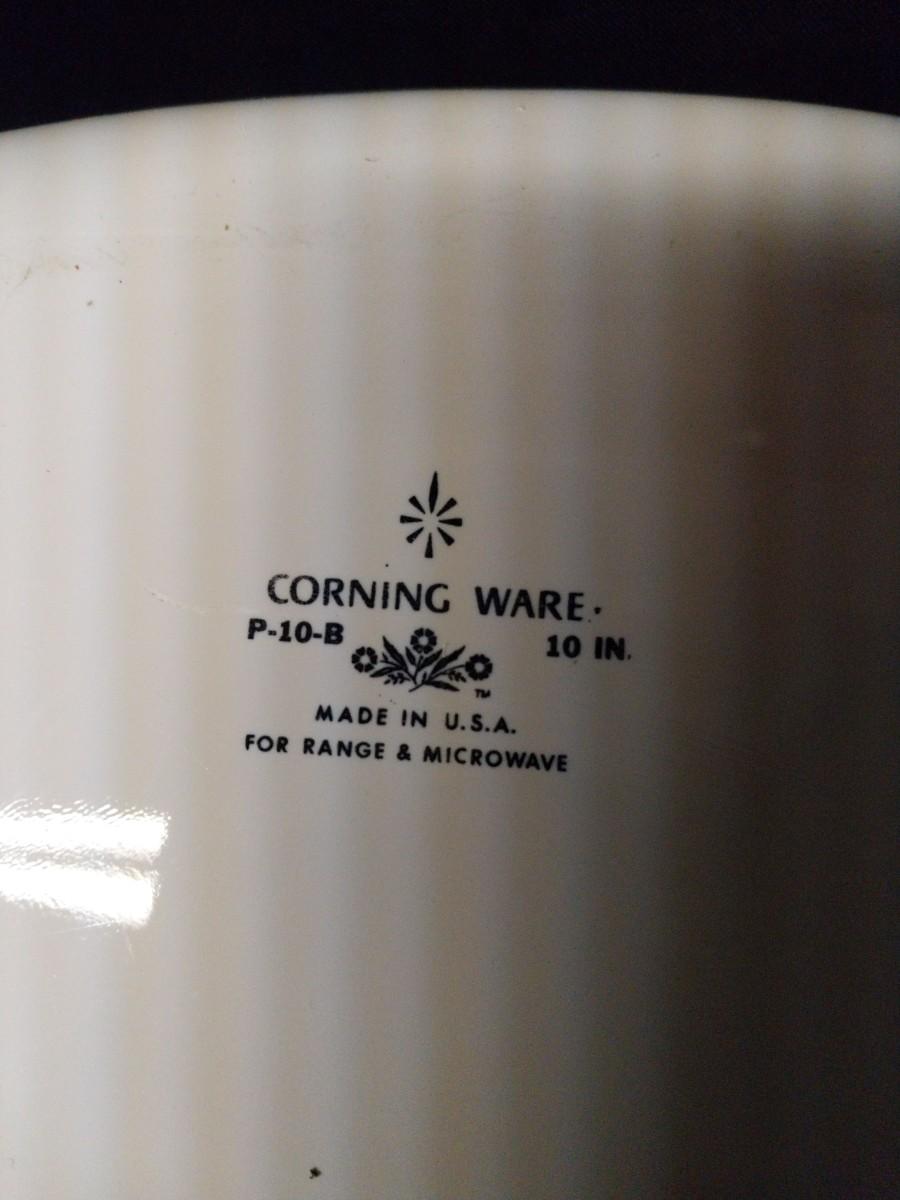 CORNING WARE.
P-10-B 10 IN.
TM
MADE IN U.S.A.
FOR RANGE & MICROWAVE